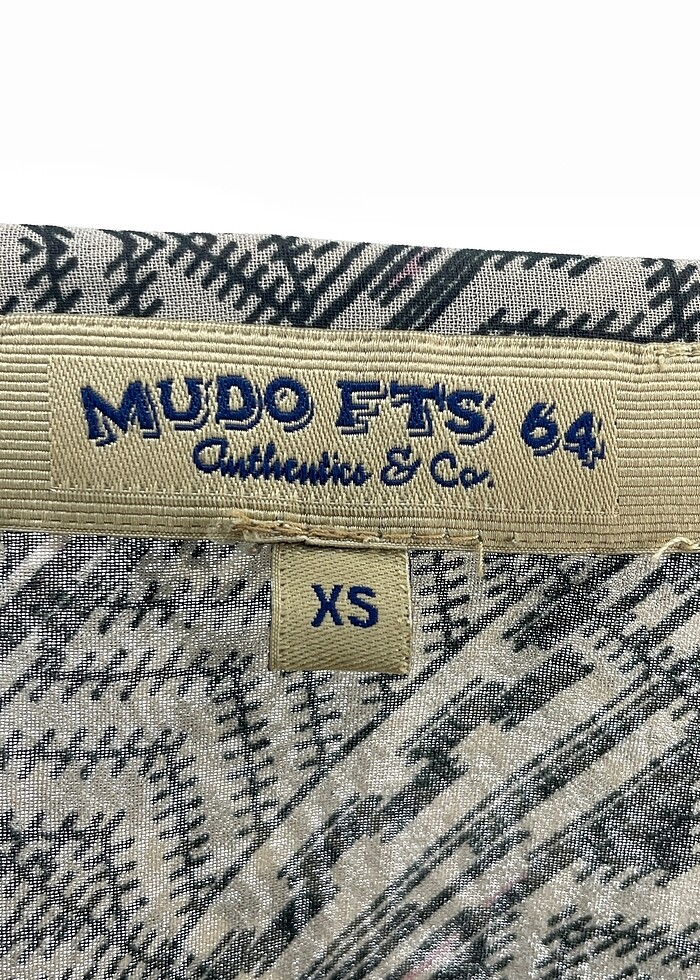 MUDO FTS 64
Authentics & Co.
XS